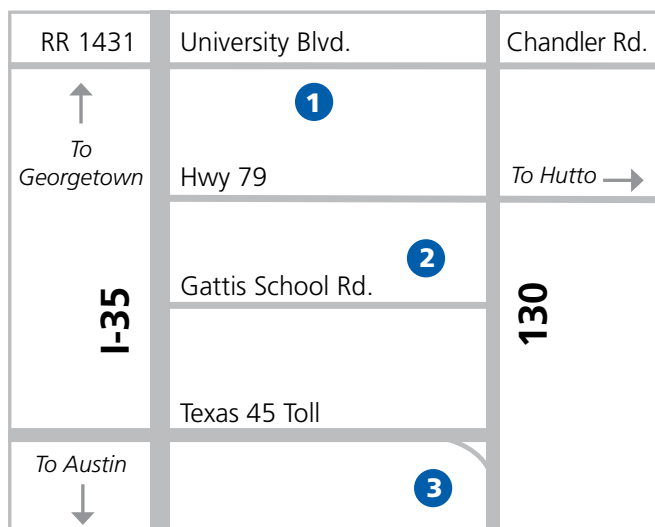 RR 1431
University Blvd.
Chandler Rd.
1
To
Georgetown
Hwy 79
To Hutto
2
Gattis School Rd.
I-35
130
Texas 45 Toll
To Austin
3